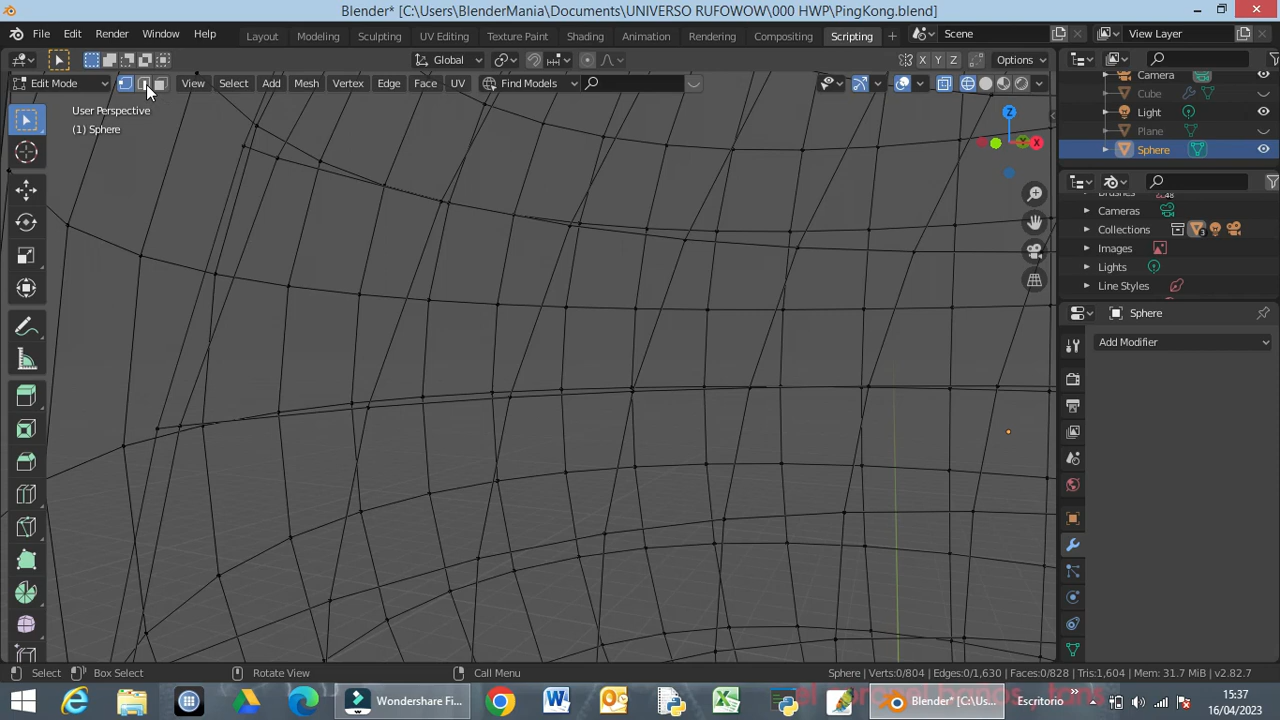 Blender* [C:\Users\BlenderMania\Documents\UNIVERSO RUFOWOW\000 HWP\PingKong.blend]
File Edit Render Window Help Layout Modeling Sculpting UV Editing Texture Paint Shading Animation Rendering Compositing Scripting + Scene View Layer
Global X Y Z Options
Edit Mode View Select Add Mesh Vertex Edge Face UV Find Models
User Perspective
(1) Sphere
Z
Y
X
Camera
Cube
Light
Plane
Sphere
Cameras
Collections 3
Images
Lights
Line Styles
Sphere
Add Modifier
Select Box Select Rotate View Call Menu Sphere | Verts:0/804 | Edges:0/1,630 | Faces:0/828 | Tris:1,604 | Mem: 31.7 MiB | v2.82.7
Wondershare Fi... Blender* [C:\Us... Escritorio »
15:37
16/04/2023